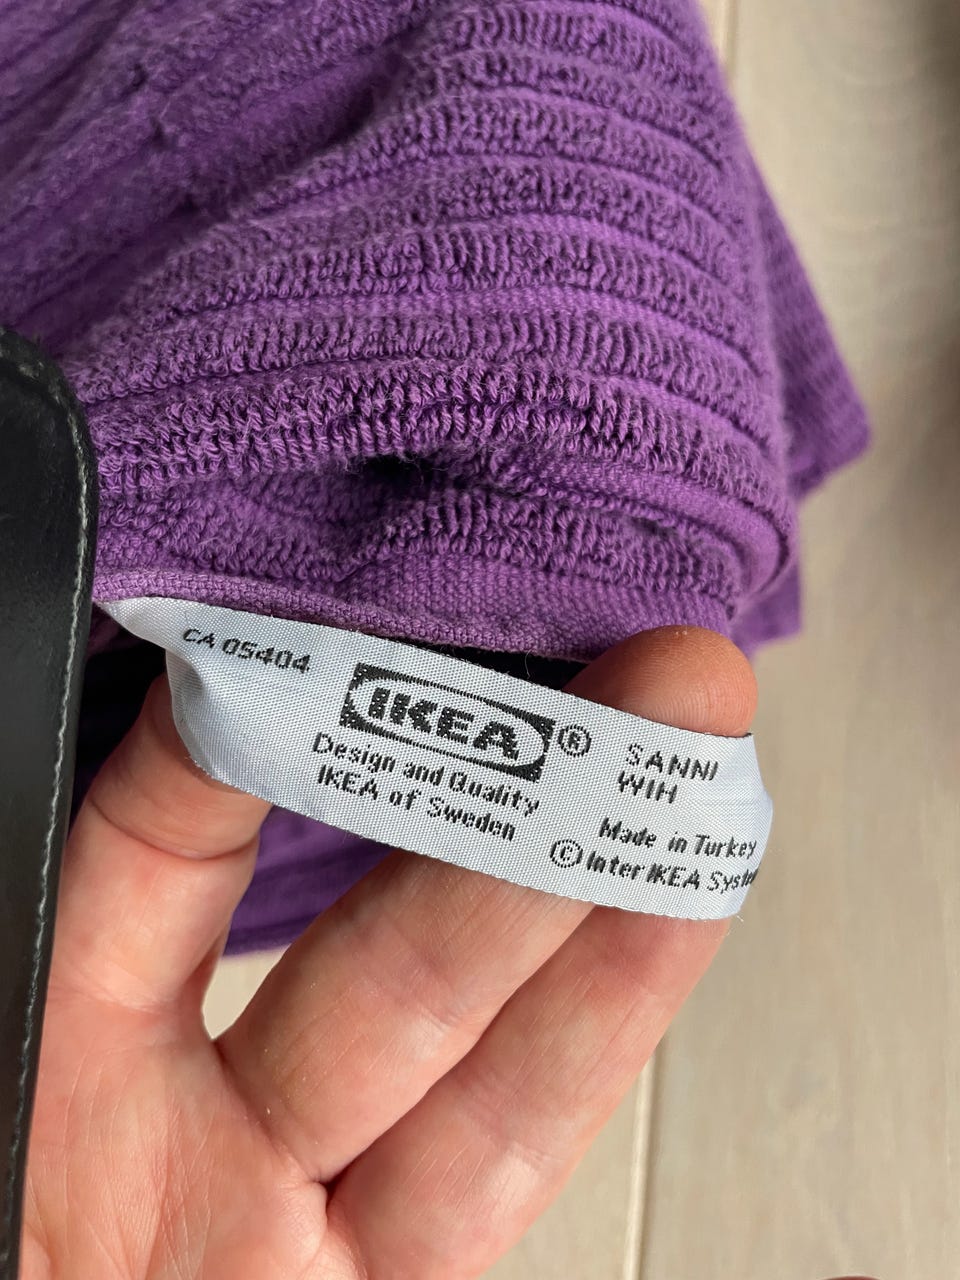 CA 05404
IKEA®
Design and Quality
IKEA of Sweden
SANNI
WIH
Made in Turkey
© Inter IKEA